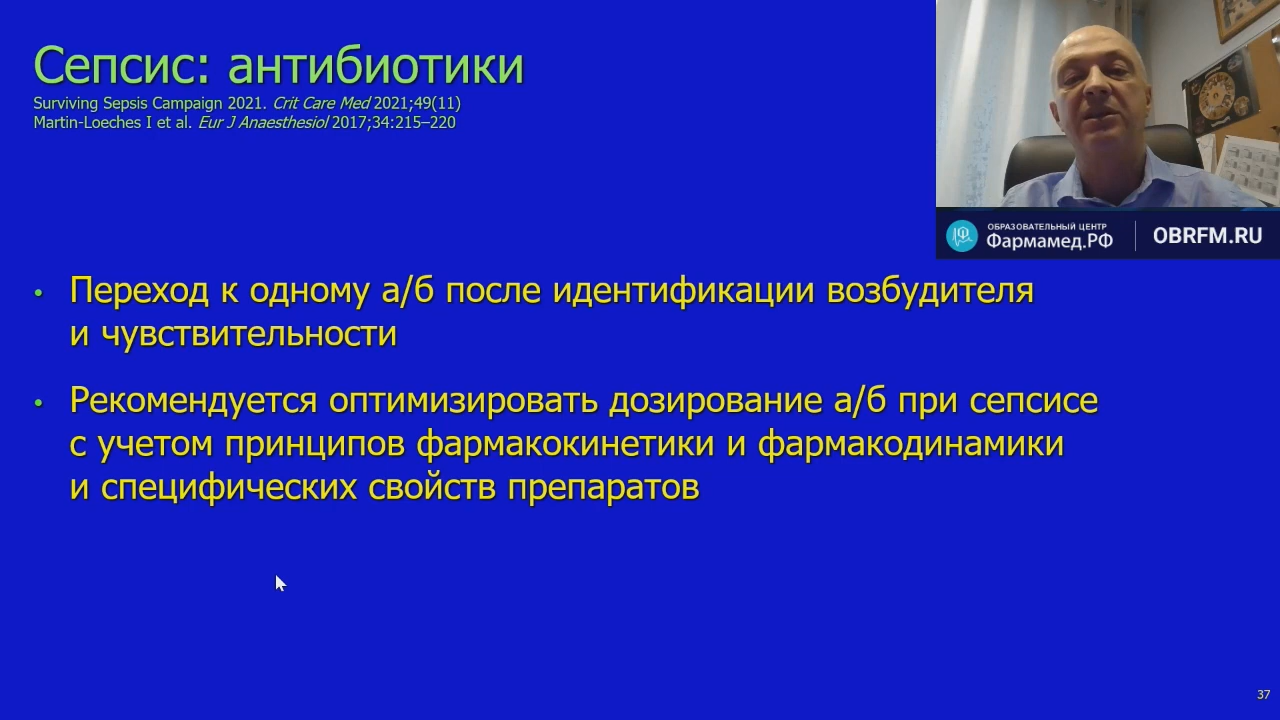 Сепсис: антибиотики
Surviving Sepsis Campaign 2021. Crit Care Med 2021;49(11)
Martin-Loeches I et al. Eur J Anaesthesiol 2017;34:215–220
ОБРАЗОВАТЕЛЬНЫЙ ЦЕНТР
Фармамед.РФ
OBRFM.RU
• Переход к одному а/б после идентификации возбудителя
и чувствительности
• Рекомендуется оптимизировать дозирование а/б при сепсисе
с учетом принципов фармакокинетики и фармакодинамики
и специфических свойств препаратов
37